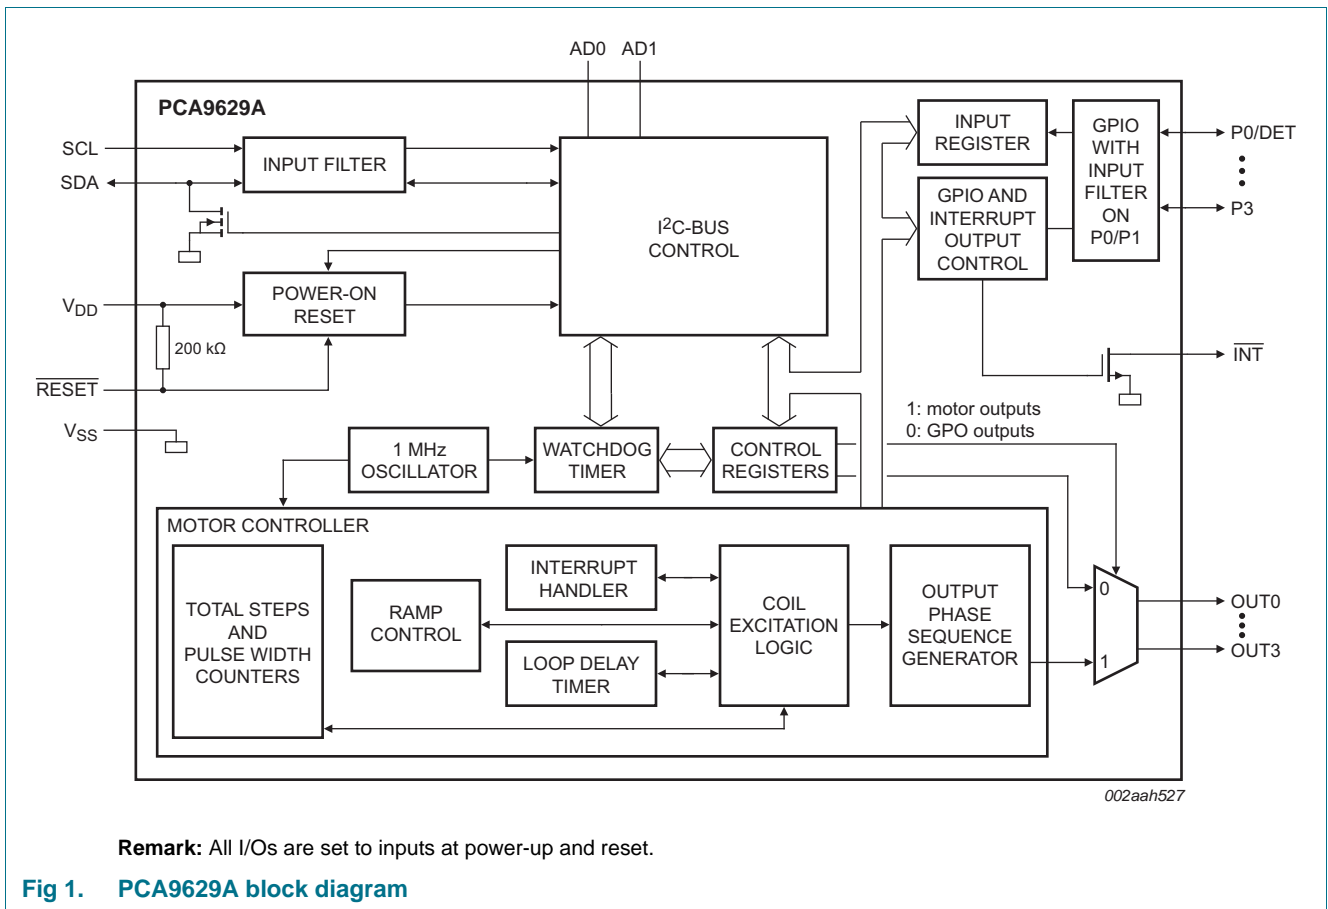 AD0 AD1
PCA9629A
SCL
SDA
INPUT FILTER
I2C-BUS
CONTROL
INPUT
REGISTER
GPIO AND
INTERRUPT
OUTPUT
CONTROL
GPIO
WITH
INPUT
FILTER
ON
P0/P1
P0/DET
P3
VDD
POWER-ON
RESET
200 kΩ
RESET
VSS
INT
1: motor outputs
0: GPO outputs
1 MHz
OSCILLATOR
WATCHDOG
TIMER
CONTROL
REGISTERS
MOTOR CONTROLLER
TOTAL STEPS
AND
PULSE WIDTH
COUNTERS
RAMP
CONTROL
INTERRUPT
HANDLER
LOOP DELAY
TIMER
COIL
EXCITATION
LOGIC
OUTPUT
PHASE
SEQUENCE
GENERATOR
0
1
OUT0
OUT3
002aah527
Remark: All I/Os are set to inputs at power-up and reset.
Fig 1. PCA9629A block diagram